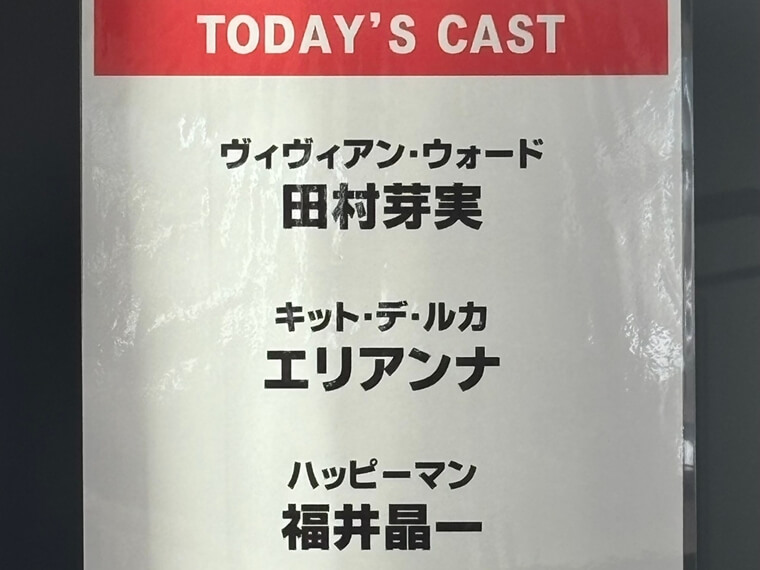 TODAY'S CAST
ヴィヴィアン・ウォード
田村芽実
キット・デ・ルカ
エリアンナ
ハッピーマン
福井晶一